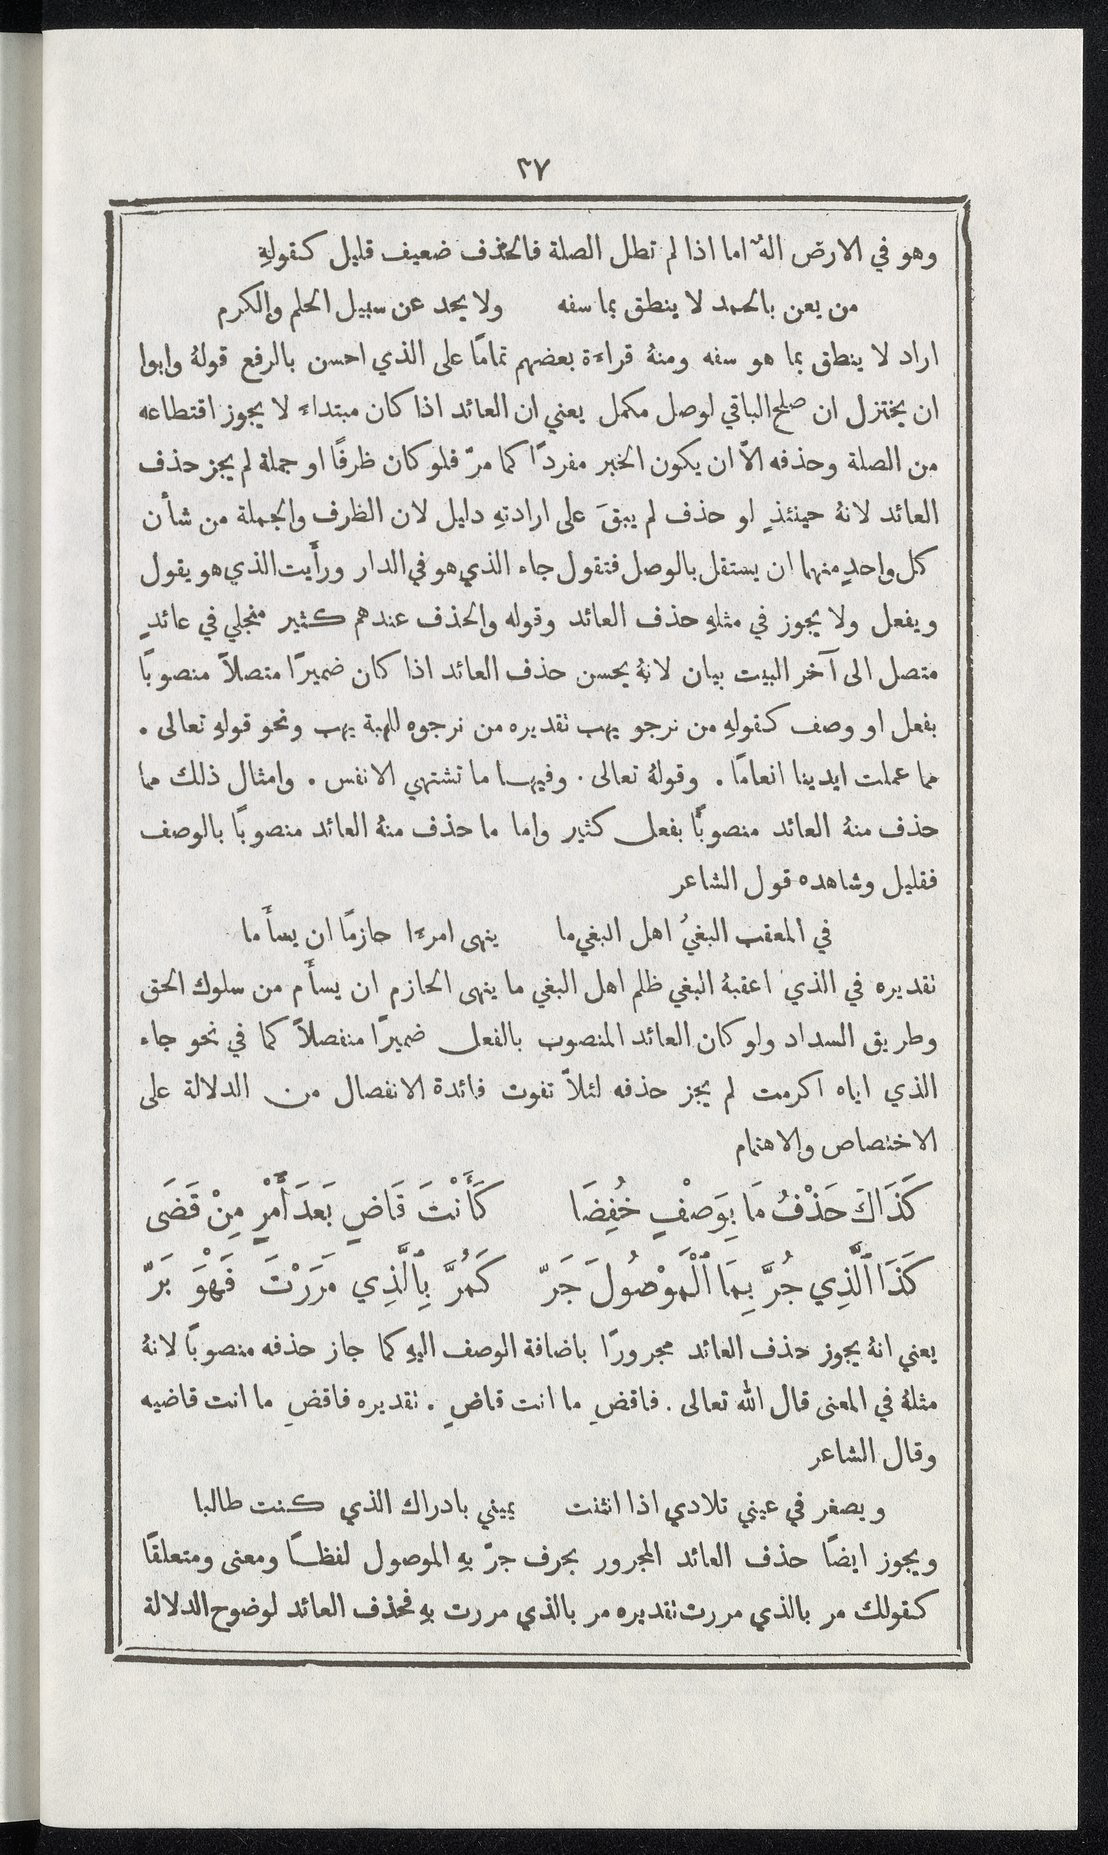 ٣٧
وهو في الارض الهٌ اما اذا لم تطل الصلة فالحذف ضعيف قليل كقولهِ
من يعن بالحمد لا ينطق بما سفه ولا يحد عن سبيل الحلم والكرم
اراد لا ينطق بما هو سفه ومنهُ قراءة بعضهم تمامًا على الذي احسن بالرفع قولهُ وابوا
ان يختزل ان صلح الباقي لوصل مكمل يعني ان العائد اذا كان مبتداء لا يجوز اقتطاعه
من الصلة وحذفه الّا ان يكون الخبر مفردًا كما مرّ فلو كان ظرفًا او جملة لم يجز حذف
العائد لانهُ حينئذٍ او حذف لم يبقَ على ارادتهِ دليل لان الظرف والجملة من شأن
كل واحدٍ منهما ان يستقل بالوصل فتقول جاء الذي هو في الدار ورأَيت الذي هو يقول
ويفعل ولا يجوز في مثلهِ حذف العائد وقوله والحذف عندهم كثير منجلي في عائدٍ
متصل الى آخر البيت بيان لانهُ يحسن حذف العائد اذا كان ضميرًا متصلاً منصوبًا
بفعل او وصف كقولهِ من نرجو يهب تقديره من نرجوه للهبة يهب ونحو قولهِ تعالى .
مما عملت ايدينا انعامًا . وقولهُ تعالى . وفيها ما تشتهي الانفس . وامثال ذلك مما
حذف منهُ العائد منصوبًا بفعل كثير واما ما حذف منهُ العائد منصوبًا بالوصف
فقليل وشاهده قول الشاعر
في المعقب البغيُ اهل البغي ما ينهى امرءا حازمًا ان يسأَما
تقديره في الذي اعقبهُ البغي ظلم اهل البغي ما ينهى الحازم ان يسأَم من سلوك الحق
وطريق السداد ولو كان العائد المنصوب بالفعل ضميرًا منفصلاً كما في نحو جاء
الذي اياه اكرمت لم يجز حذفه لئلاّ تفوت فائدة الانفصال من الدلالة على
الاختصاص والاهتمام
كَذَاكَ حَذْفُ مَا بِوَصْفٍ خُفِضَا كَأَنْتَ قَاضٍ بَعدَ أَمْرٍ مِنْ قَضَى
كَذَا ٱلَّذِي جُرَّ بِمَا ٱلْمَوْصُولَ جَرّ كَمُرَّ بِٱلَّذِي مَرَرْتَ فَهْوَ بَرّ
يعني انهُ يجوز حذف العائد مجرورًا باضافة الوصف اليهِ كما جاز حذفه منصوبًا لانهُ
مثلهُ في المعنى قال الله تعالى . فاقضِ ما انت قاضٍ . تقديره فاقضِ ما انت قاضيه
وقال الشاعر
ويصغر في عيني تلادي اذا انثنت يميني بادراك الذي كنت طالبا
ويجوز ايضًا حذف العائد المجرور بحرف جرّ بهِ الموصول لفظًا ومعنى ومتعلقًا
كقولك مر بالذي مررت تقديره مر بالذي مررت بهِ فحذف العائد لوضوح الدلالة